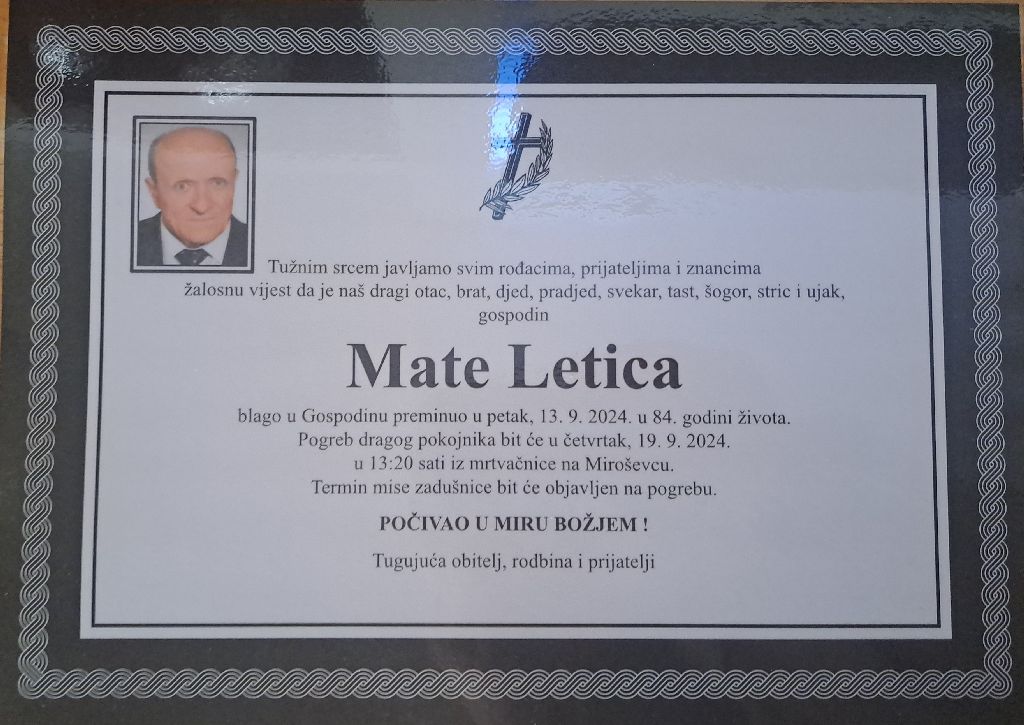 Tužnim srcem javljamo svim rođacima, prijateljima i znancima
žalosnu vijest da je naš dragi otac, brat, djed, pradjed, svekar, tast, šogor, stric i ujak,
gospodin
Mate Letica
blago u Gospodinu preminuo u petak, 13. 9. 2024. u 84. godini života.
Pogreb dragog pokojnika bit će u četvrtak, 19. 9. 2024.
u 13:20 sati iz mrtvačnice na Miroševcu.
Termin mise zadušnice bit će objavljen na pogrebu.
POČIVAO U MIRU BOŽJEM !
Tugujuća obitelj, rodbina i prijatelji